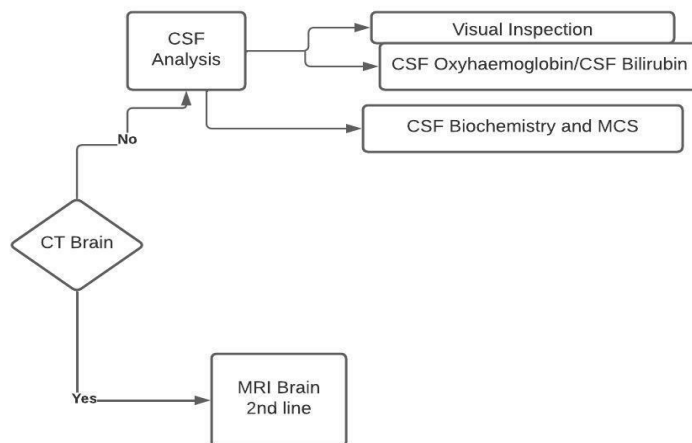 CSF
Analysis
Visual Inspection
CSF Oxyhaemoglobin/CSF Bilirubin
CSF Biochemistry and MCS
No
CT Brain
Yes
MRI Brain
2nd line